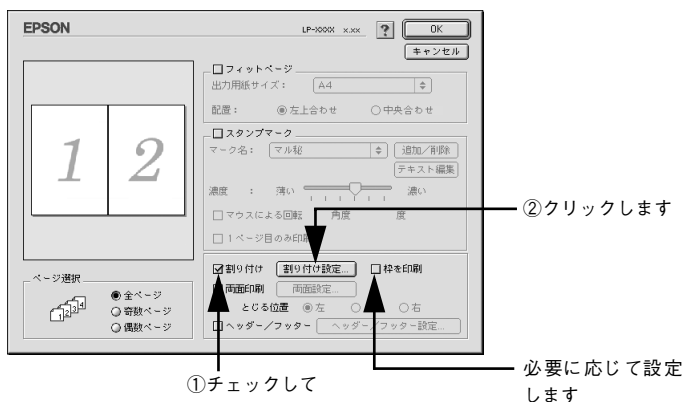 EPSON LP-XXXX x.xx ? OK
キャンセル
フィットページ
出力用紙サイズ: A4
配置: 左上合わせ 中央合わせ
スタンプマーク
マーク名: マル秘 追加/削除
テキスト編集
濃度 : 薄い 濃い
マウスによる回転 角度 度
1ページ目のみ印刷
1 2
②クリックします
割り付け 割り付け設定... 枠を印刷
両面印刷 両面設定...
とじる位置 左 右
ヘッダー/フッター ヘッダー/フッター設定...
ページ選択
1 2 3 4
全ページ
奇数ページ
偶数ページ
①チェックして
必要に応じて設定
します